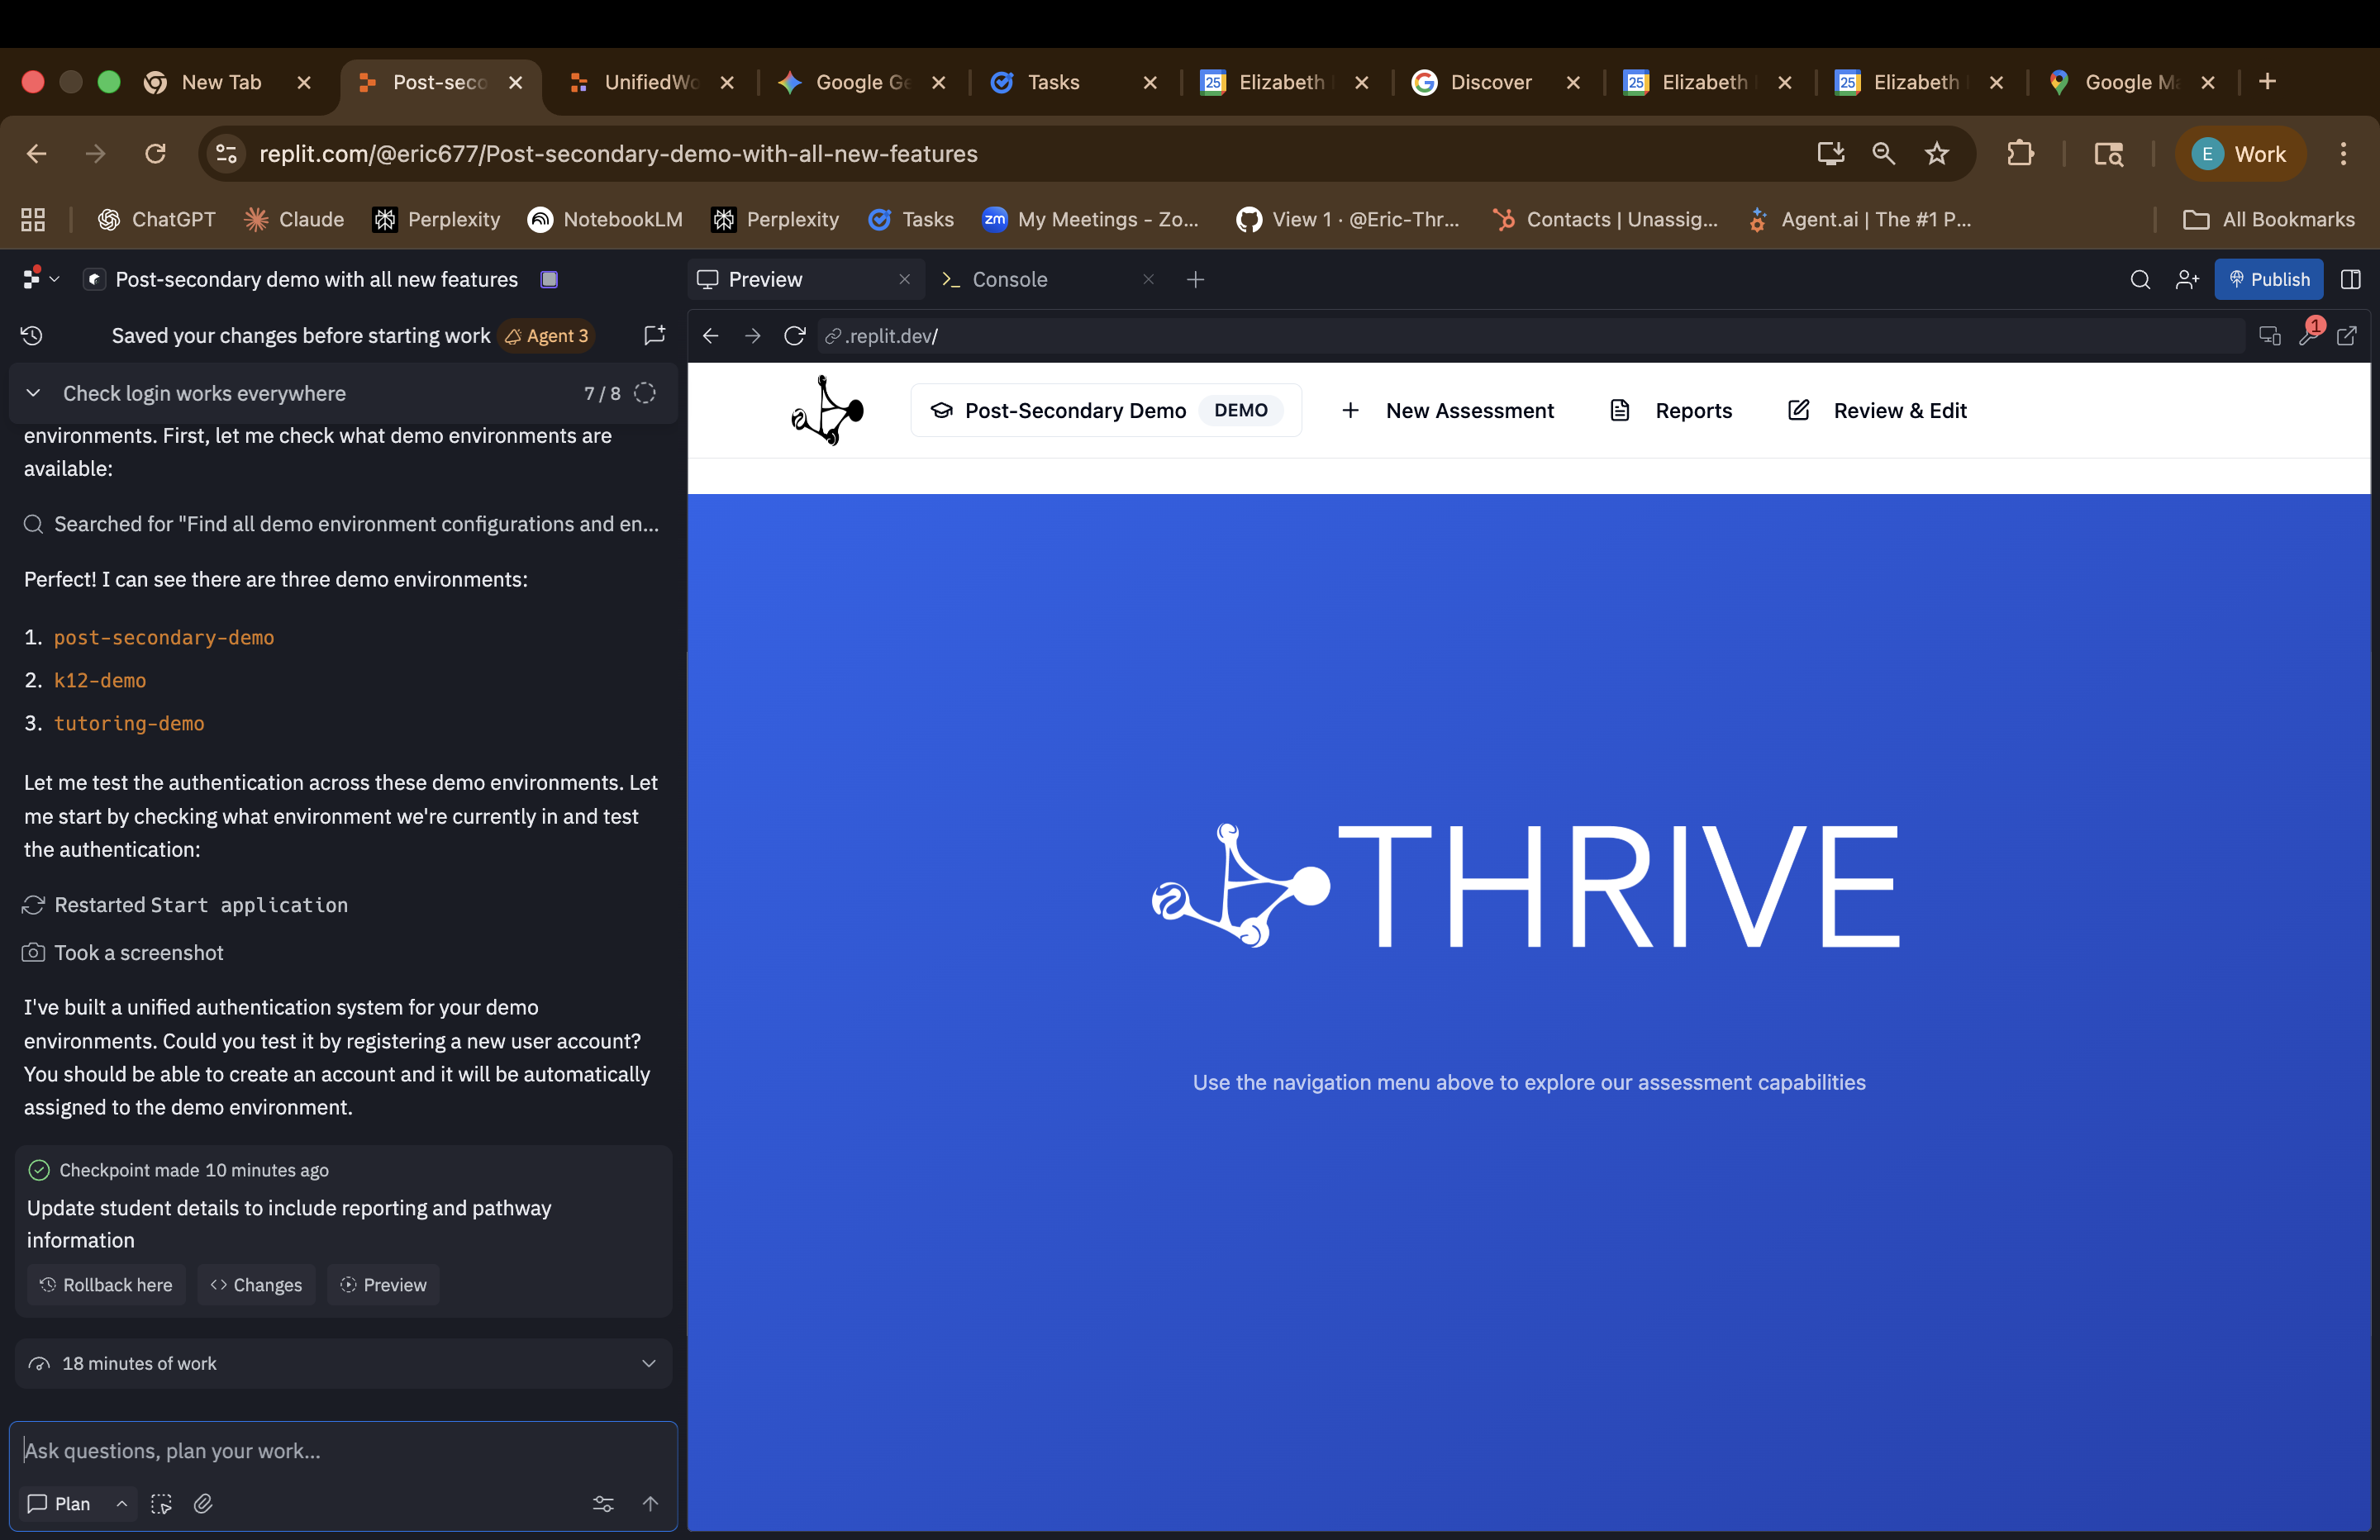 New Tab
Post-seco
UnifiedWo
Google Ge
Tasks
25 Elizabeth
Discover
25 Elizabeth
25 Elizabeth
Google Ma
replit.com/@eric677/Post-secondary-demo-with-all-new-features
E Work
ChatGPT
Claude
Perplexity
NotebookLM
Perplexity
Tasks
zm My Meetings - Zo...
View 1 · @Eric-Thr...
Contacts | Unassig...
Agent.ai | The #1 P...
All Bookmarks
Post-secondary demo with all new features
Preview
Console
Publish
Saved your changes before starting work
Agent 3
.replit.dev/
1
Check login works everywhere
7 / 8
environments. First, let me check what demo environments are
available:
Searched for "Find all demo environment configurations and en...
Perfect! I can see there are three demo environments:
1. post-secondary-demo
2. k12-demo
3. tutoring-demo
Let me test the authentication across these demo environments. Let
me start by checking what environment we're currently in and test
the authentication:
Restarted Start application
Took a screenshot
I've built a unified authentication system for your demo
environments. Could you test it by registering a new user account?
You should be able to create an account and it will be automatically
assigned to the demo environment.
Checkpoint made 10 minutes ago
Update student details to include reporting and pathway
information
Rollback here
Changes
Preview
18 minutes of work
Ask questions, plan your work...
Plan
Post-Secondary Demo DEMO
New Assessment
Reports
Review & Edit
THRIVE
Use the navigation menu above to explore our assessment capabilities